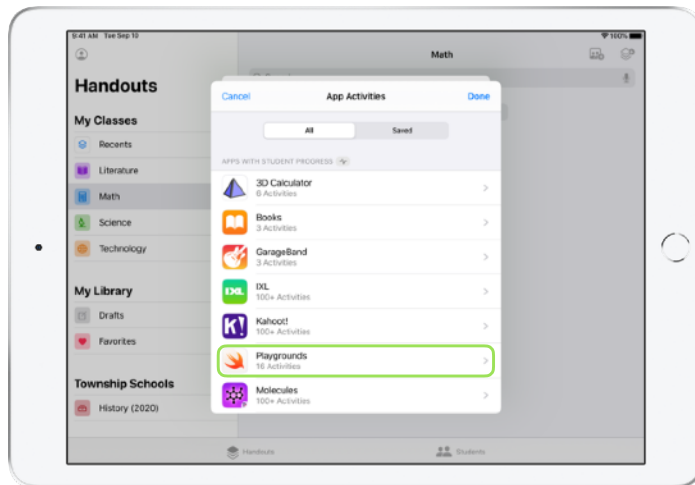 9:41 AM Tue Sep 10
100%
Math
Handouts
My Classes
Recents
Literature
Math
Science
Technology
My Library
Drafts
Favorites
Township Schools
History (2020)
Cancel
App Activities
Done
All
Saved
APPS WITH STUDENT PROGRESS
3D Calculator
6 Activities
Books
3 Activities
GarageBand
3 Activities
IXL
IXL
100+ Activities
K!
Kahoot!
100+ Activities
Playgrounds
16 Activities
Molecules
100+ Activities
Handouts
Students